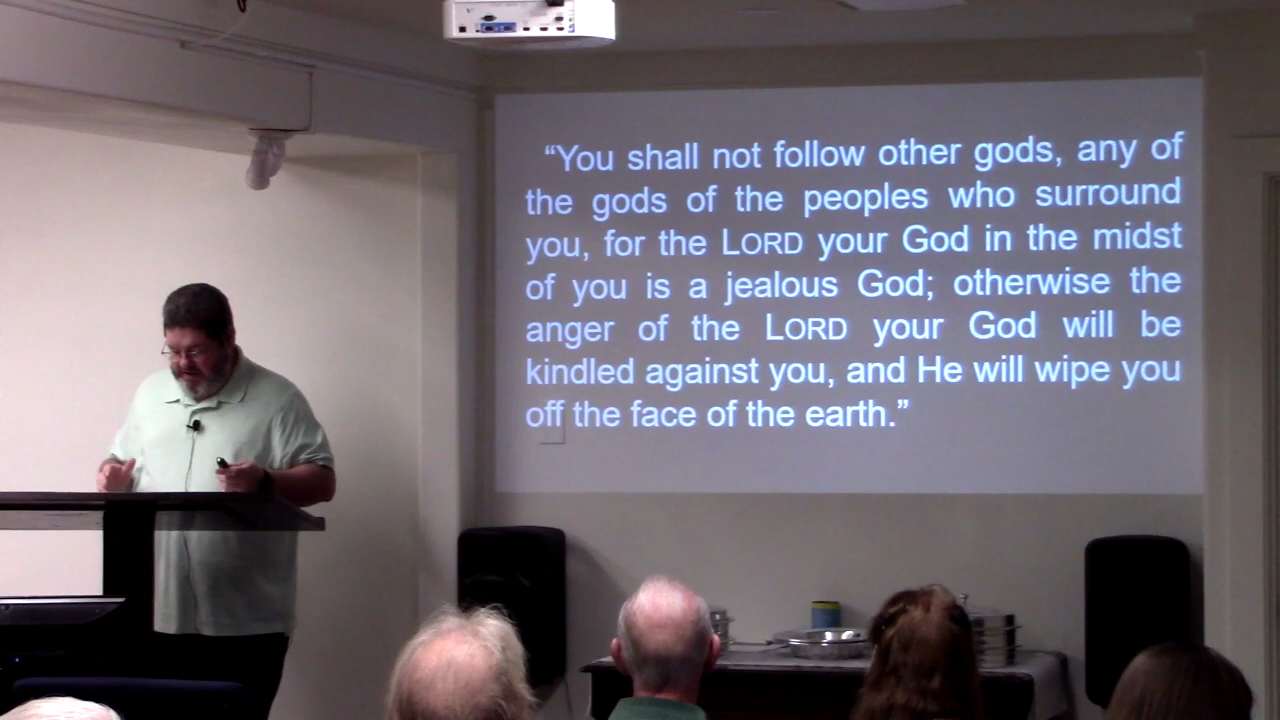 “You shall not follow other gods, any of
the gods of the peoples who surround
you, for the LORD your God in the midst
of you is a jealous God; otherwise the
anger of the LORD your God will be
kindled against you, and He will wipe you
off the face of the earth.”